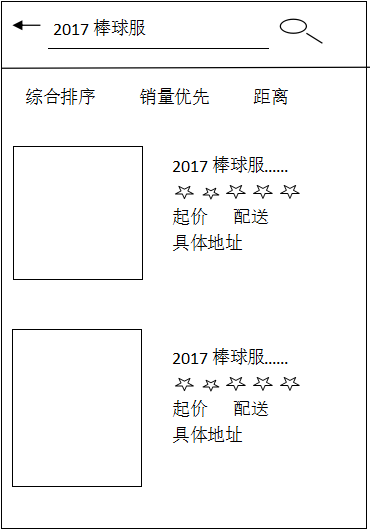 2017 棒球服
综合排序 销量优先 距离
2017 棒球服……
起价 配送
具体地址
2017 棒球服……
起价 配送
具体地址